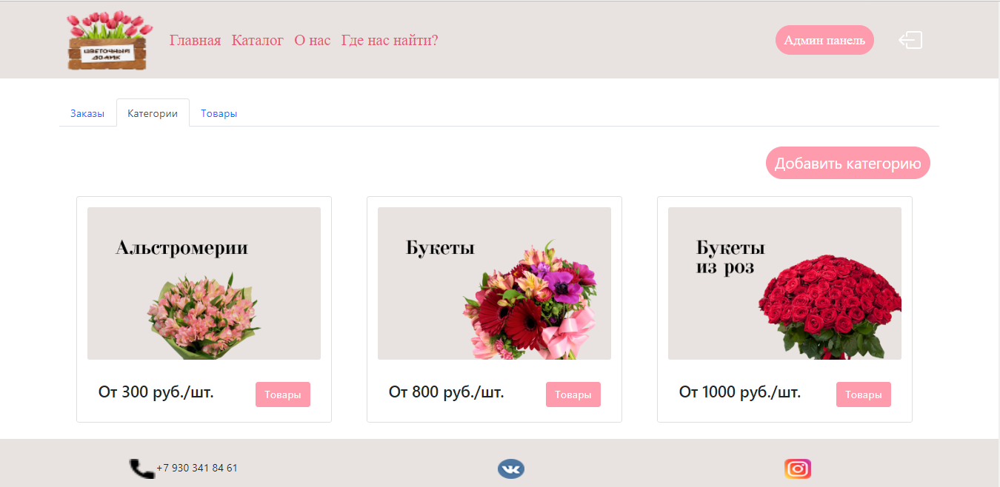 ЦВЕТОЧНЫЙ
ДОМИК
Главная Каталог О нас Где нас найти?
Админ панель
Заказы Категории Товары
Добавить категорию
Альстромерии
Букеты
Букеты
из роз
От 300 руб./шт. Товары
От 800 руб./шт. Товары
От 1000 руб./шт. Товары
+7 930 341 84 61